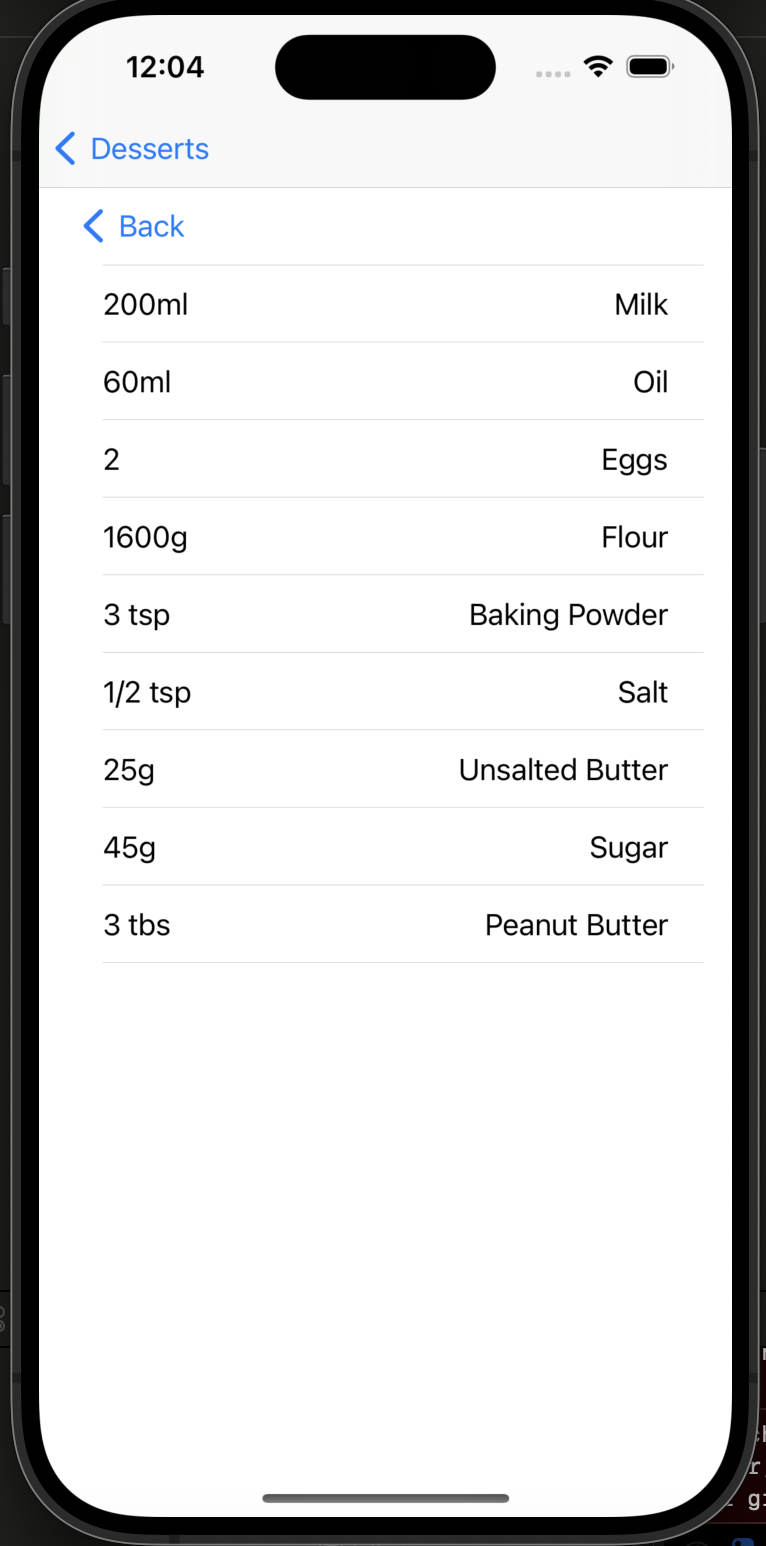 12:04
Desserts
Back
200ml Milk
60ml Oil
2 Eggs
1600g Flour
3 tsp Baking Powder
1/2 tsp Salt
25g Unsalted Butter
45g Sugar
3 tbs Peanut Butter